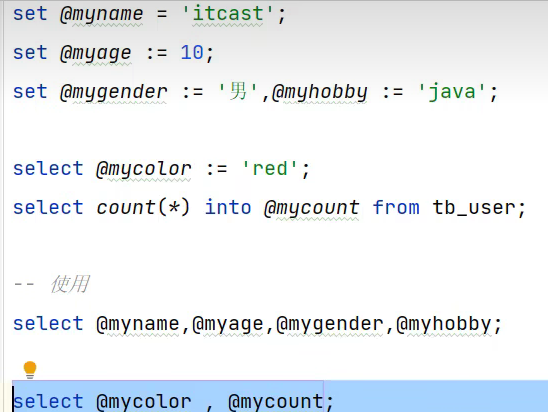 set @myname = 'itcast';
set @myage := 10;
set @mygender := '男',@myhobby := 'java';
select @mycolor := 'red';
select count(*) into @mycount from tb_user;
-- 使用
select @myname,@myage,@mygender,@myhobby;
select @mycolor , @mycount;